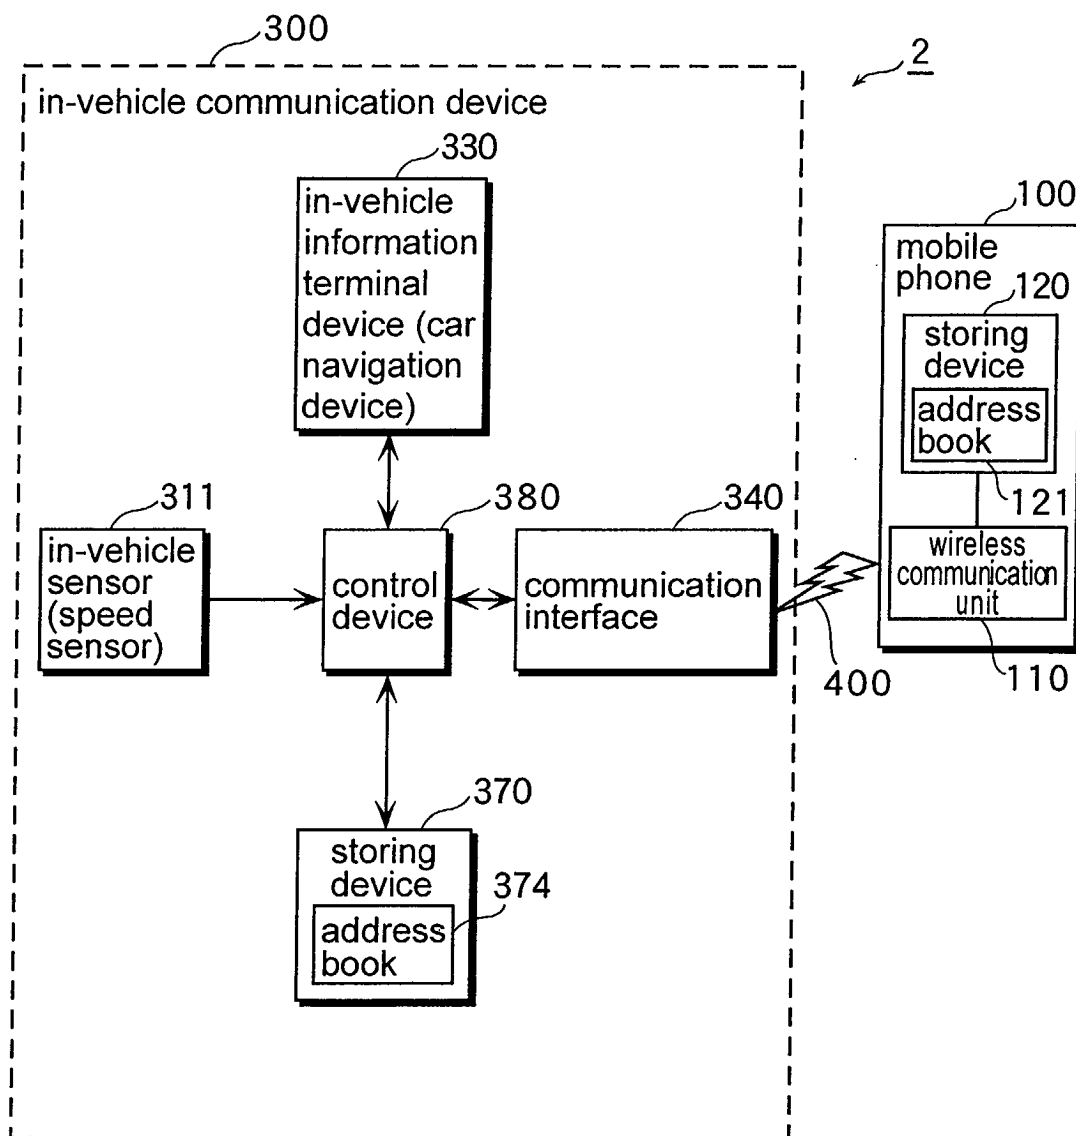 300
2
in-vehicle communication device
330
in-vehicle
information
terminal
device (car
navigation
device)
100
mobile
phone
120
storing
device
address
book
121
wireless
communication
unit
110
311
in-vehicle
sensor
(speed
sensor)
380
control
device
340
communication
interface
400
370
storing
device
374
address
book